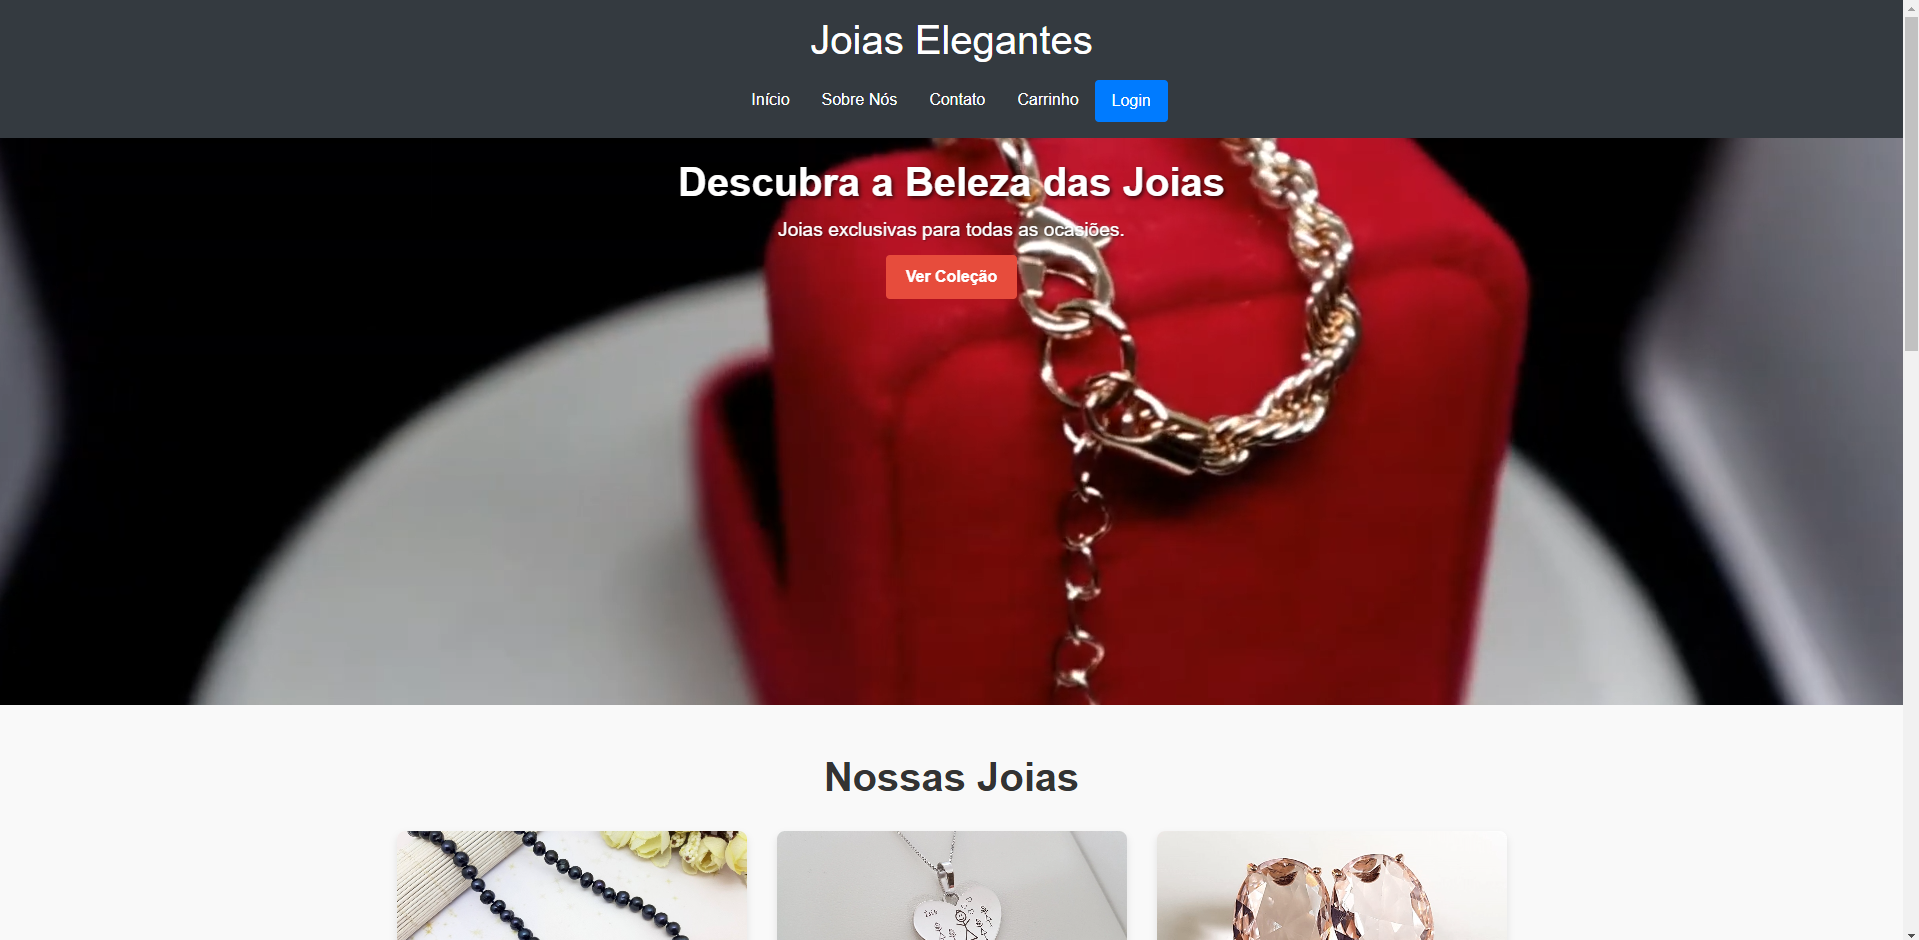 Joias Elegantes
Início Sobre Nós Contato Carrinho Login
Descubra a Beleza das Joias
Joias exclusivas para todas as ocasiões.
Ver Coleção
Nossas Joias